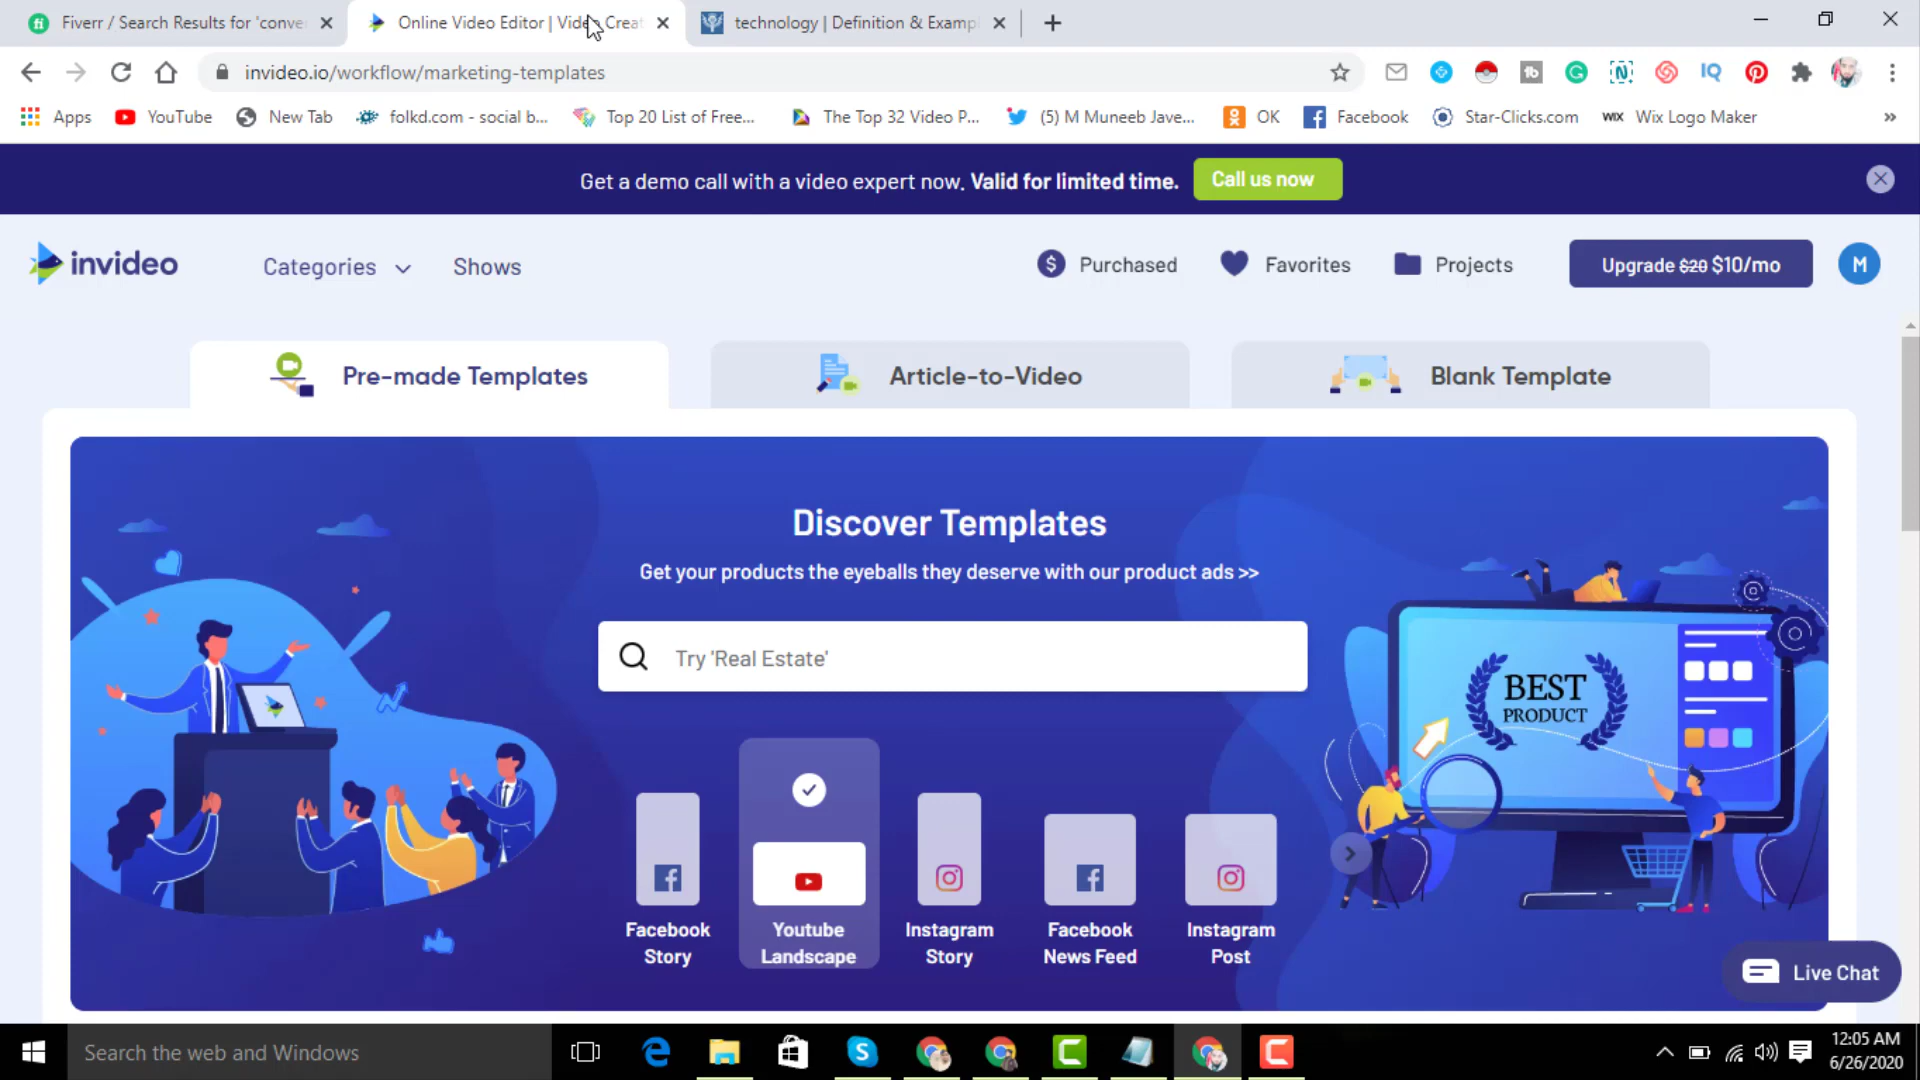 Fiverr / Search Results for 'conve
Online Video Editor | Video Creat
technology | Definition & Examp
invideo.io/workflow/marketing-templates
Apps
YouTube
New Tab
folkd.com - social b...
Top 20 List of Free...
The Top 32 Video P...
(5) M Muneeb Jave...
OK
Facebook
Star-Clicks.com
WIX Wix Logo Maker
Get a demo call with a video expert now. Valid for limited time. Call us now
invideo
Categories
Shows
Purchased
Favorites
Projects
Upgrade $20 $10/mo
M
Pre-made Templates
Article-to-Video
Blank Template
Discover Templates
Get your products the eyeballs they deserve with our product ads >>
Try 'Real Estate'
BEST
PRODUCT
Facebook
Story
Youtube
Landscape
Instagram
Story
Facebook
News Feed
Instagram
Post
Live Chat
Search the web and Windows
12:05 AM
6/26/2020